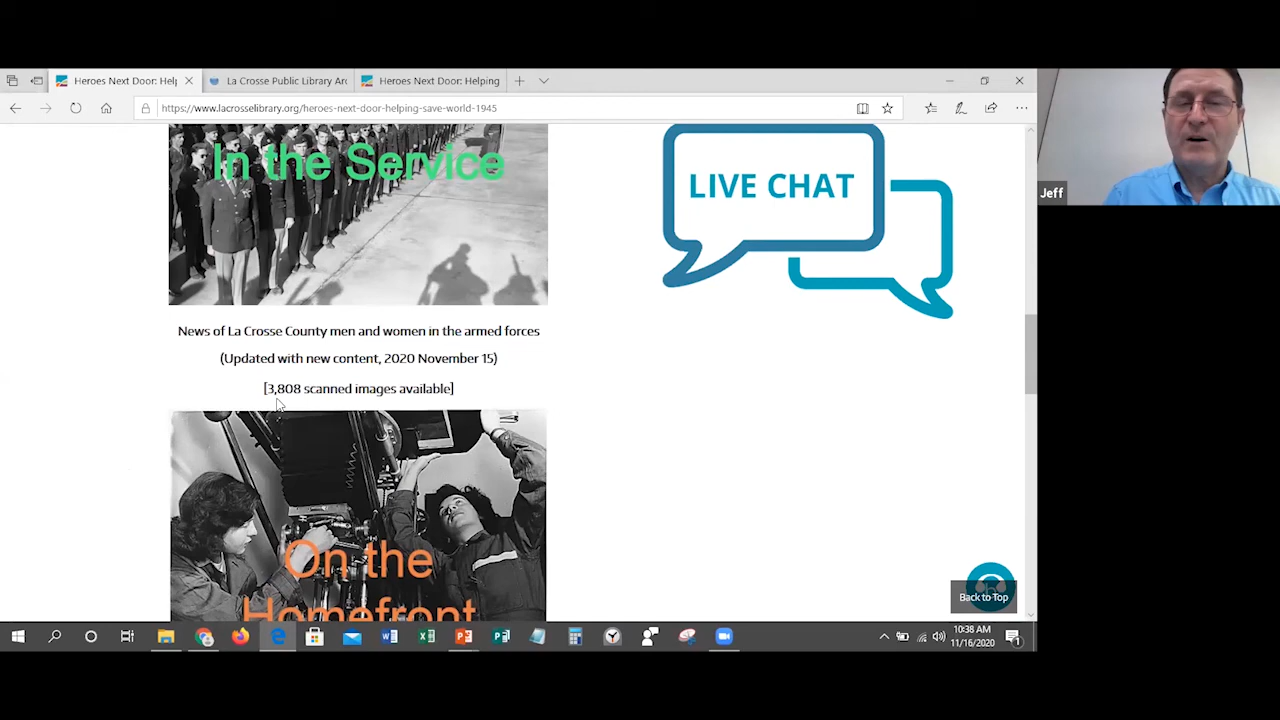 Heroes Next Door: Help
La Crosse Public Library Arc
Heroes Next Door: Helping
https://www.lacrosselibrary.org/heroes-next-door-helping-save-world-1945
In the Service
LIVE CHAT
Jeff
News of La Crosse County men and women in the armed forces
(Updated with new content, 2020 November 15)
[3,808 scanned images available]
On the
Homefront
Back to Top
10:38 AM
11/16/2020
1